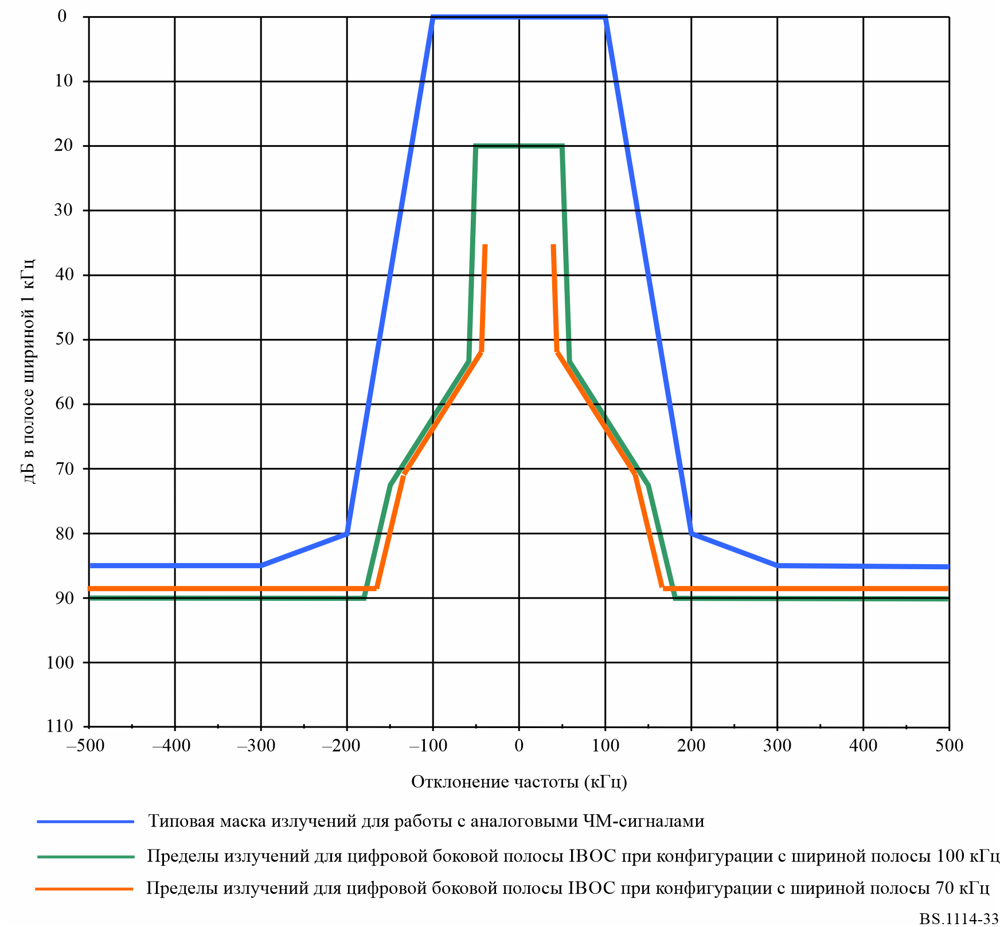 0
10
20
30
40
50
60
70
80
90
100
110
дБ в полосе шириной 1 кГц
–500 –400 –300 –200 –100 0 100 200 300 400 500
Отклонение частоты (кГц)
Типовая маска излучений для работы с аналоговыми ЧМ-сигналами
Пределы излучений для цифровой боковой полосы IBOC при конфигурации с шириной полосы 100 кГц
Пределы излучений для цифровой боковой полосы IBOC при конфигурации с шириной полосы 70 кГц
BS.1114-33